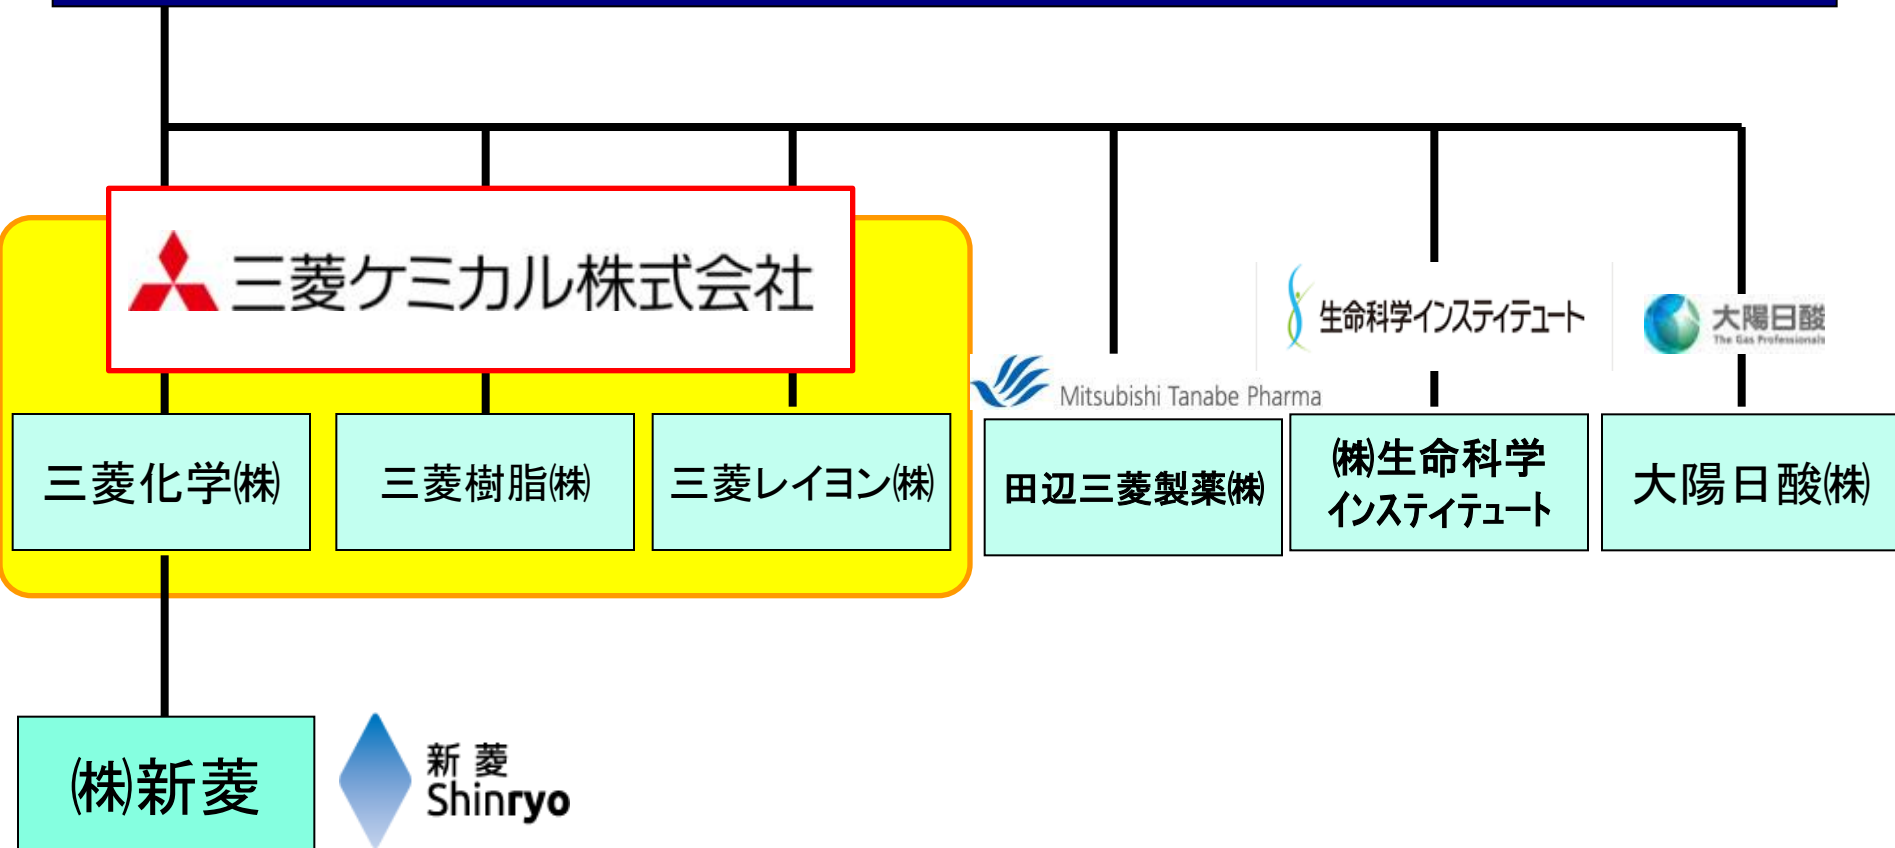 三菱ケミカル株式会社
生命科学インスティテュート
大陽日酸
The Gas Professionals
Mitsubishi Tanabe Pharma
三菱化学㈱
三菱樹脂㈱
三菱レイヨン㈱
田辺三菱製薬㈱
㈱生命科学
インスティテュート
大陽日酸㈱
㈱新菱
新菱
Shinryo